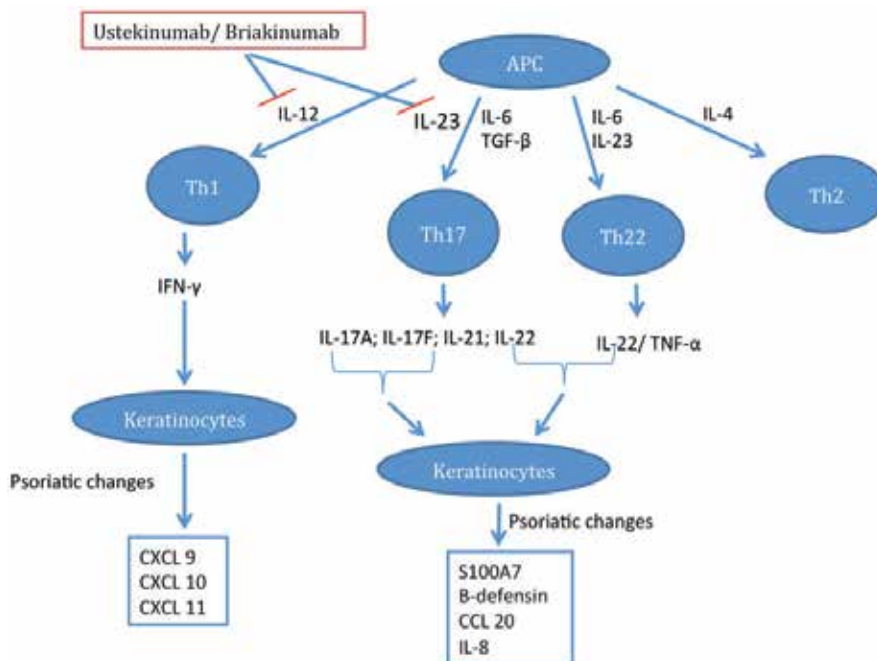 Ustekinumab/ Briakinumab
APC
IL-12
IL-23
IL-6
TGF-β
IL-6
IL-23
IL-4
Th1
Th17
Th22
Th2
IFN-γ
IL-17A; IL-17F; IL-21; IL-22
IL-22/ TNF-α
Keratinocytes
Keratinocytes
Psoriatic changes
Psoriatic changes
CXCL 9
CXCL 10
CXCL 11
S100A7
B-defensin
CCL 20
IL-8